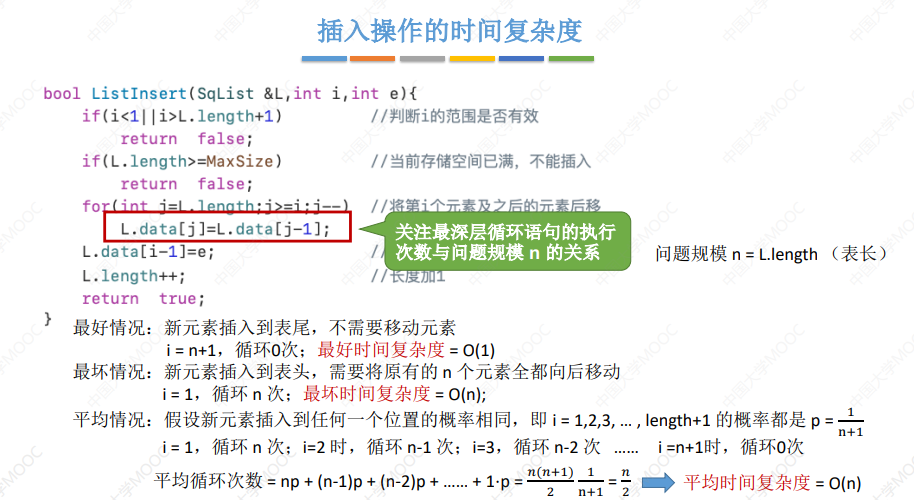 插入操作的时间复杂度
bool ListInsert(SqList &L,int i,int e){
if(i<1||i>L.length+1) //判断i的范围是否有效
return false;
if(L.length>=MaxSize) //当前存储空间已满，不能插入
return false;
for(int j=L.length;j>=i;j--) //将第i个元素及之后的元素后移
L.data[j]=L.data[j-1];
关注最深层循环语句的执行
次数与问题规模 n 的关系
L.data[i-1]=e; //
问题规模 n = L.length （表长）
L.length++; //长度加1
return true;
}
最好情况：新元素插入到表尾，不需要移动元素
i = n+1，循环0次；最好时间复杂度 = O(1)
最坏情况：新元素插入到表头，需要将原有的 n 个元素全都向后移动
i = 1，循环 n 次；最坏时间复杂度 = O(n);
平均情况：假设新元素插入到任何一个位置的概率相同，即 i = 1,2,3, … , length+1 的概率都是 p = 1/(n+1)
i = 1，循环 n 次；i=2 时，循环 n-1 次；i=3，循环 n-2 次 …… i =n+1时，循环0次
平均循环次数 = np + (n-1)p + (n-2)p + …… + 1·p = n(n+1)/2 1/(n+1) = n/2 平均时间复杂度 = O(n)